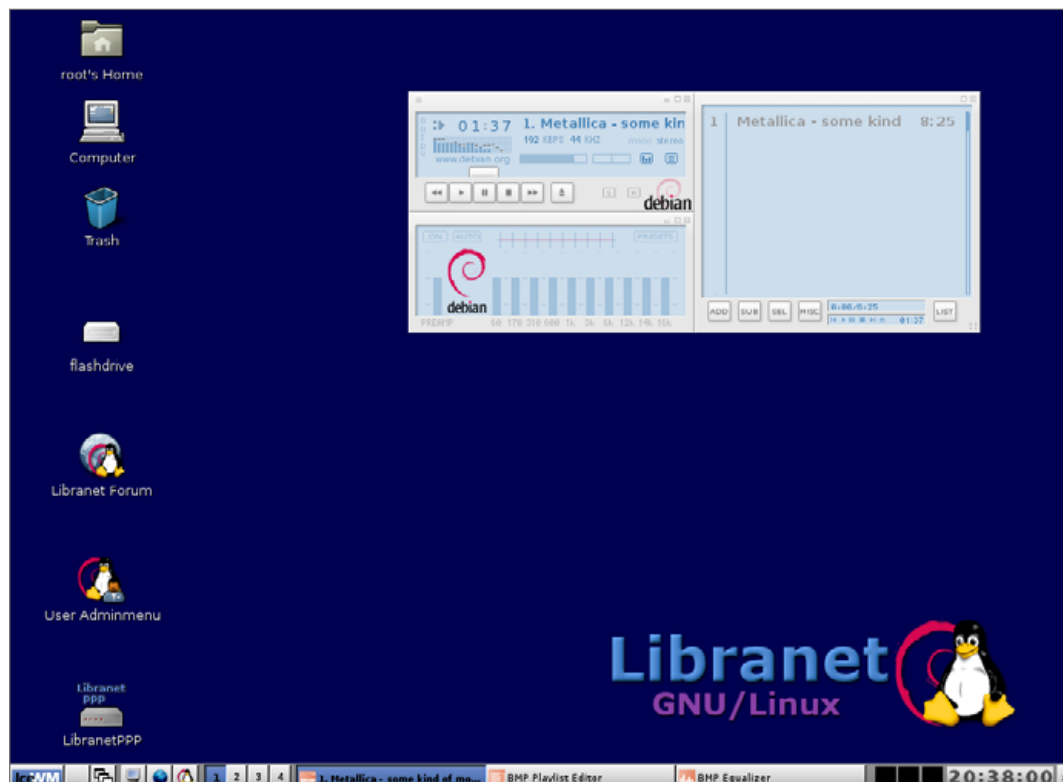 root's Home
Computer
Trash
flashdrive
Libranet Forum
User Adminmenu
Libranet
PPP
LibranetPPP
01:37
1. Metallica - some kin
192 KBPS 44 KHZ
mono stereo
www.debian.org
debian
ON AUTO PRESETS
debian
PREAMP 60 170 310 600 1k 3k 6k 12k 14k 16k
1 Metallica - some kind 8:25
ADD SUB SEL MISC
0:00/8:25
01:37
LIST
Libranet
GNU/Linux
IceWM
1 2 3 4
1. Metallica - some kind of mo...
BMP Playlist Editor
BMP Equalizer
20:38:00